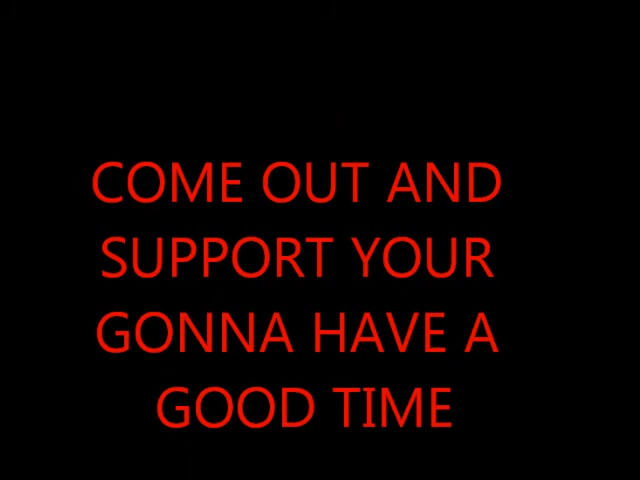 COME OUT AND
SUPPORT YOUR
GONNA HAVE A
GOOD TIME